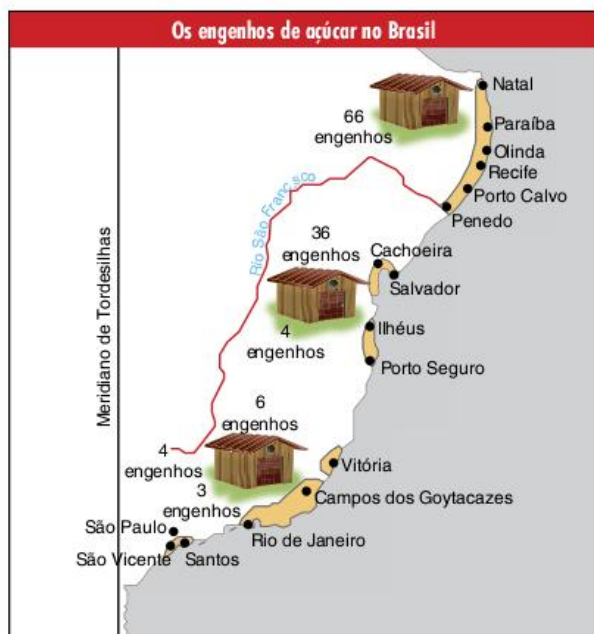 Os engenhos de açúcar no Brasil
Natal
66
engenhos
Paraíba
Olinda
Recife
Porto Calvo
Penedo
Rio São Francisco
36
engenhos
Cachoeira
Salvador
4
engenhos
Ilhéus
Porto Seguro
Meridiano de Tordesilhas
6
engenhos
4
engenhos
Vitória
3
engenhos
Campos dos Goytacazes
São Paulo
Rio de Janeiro
São Vicente
Santos